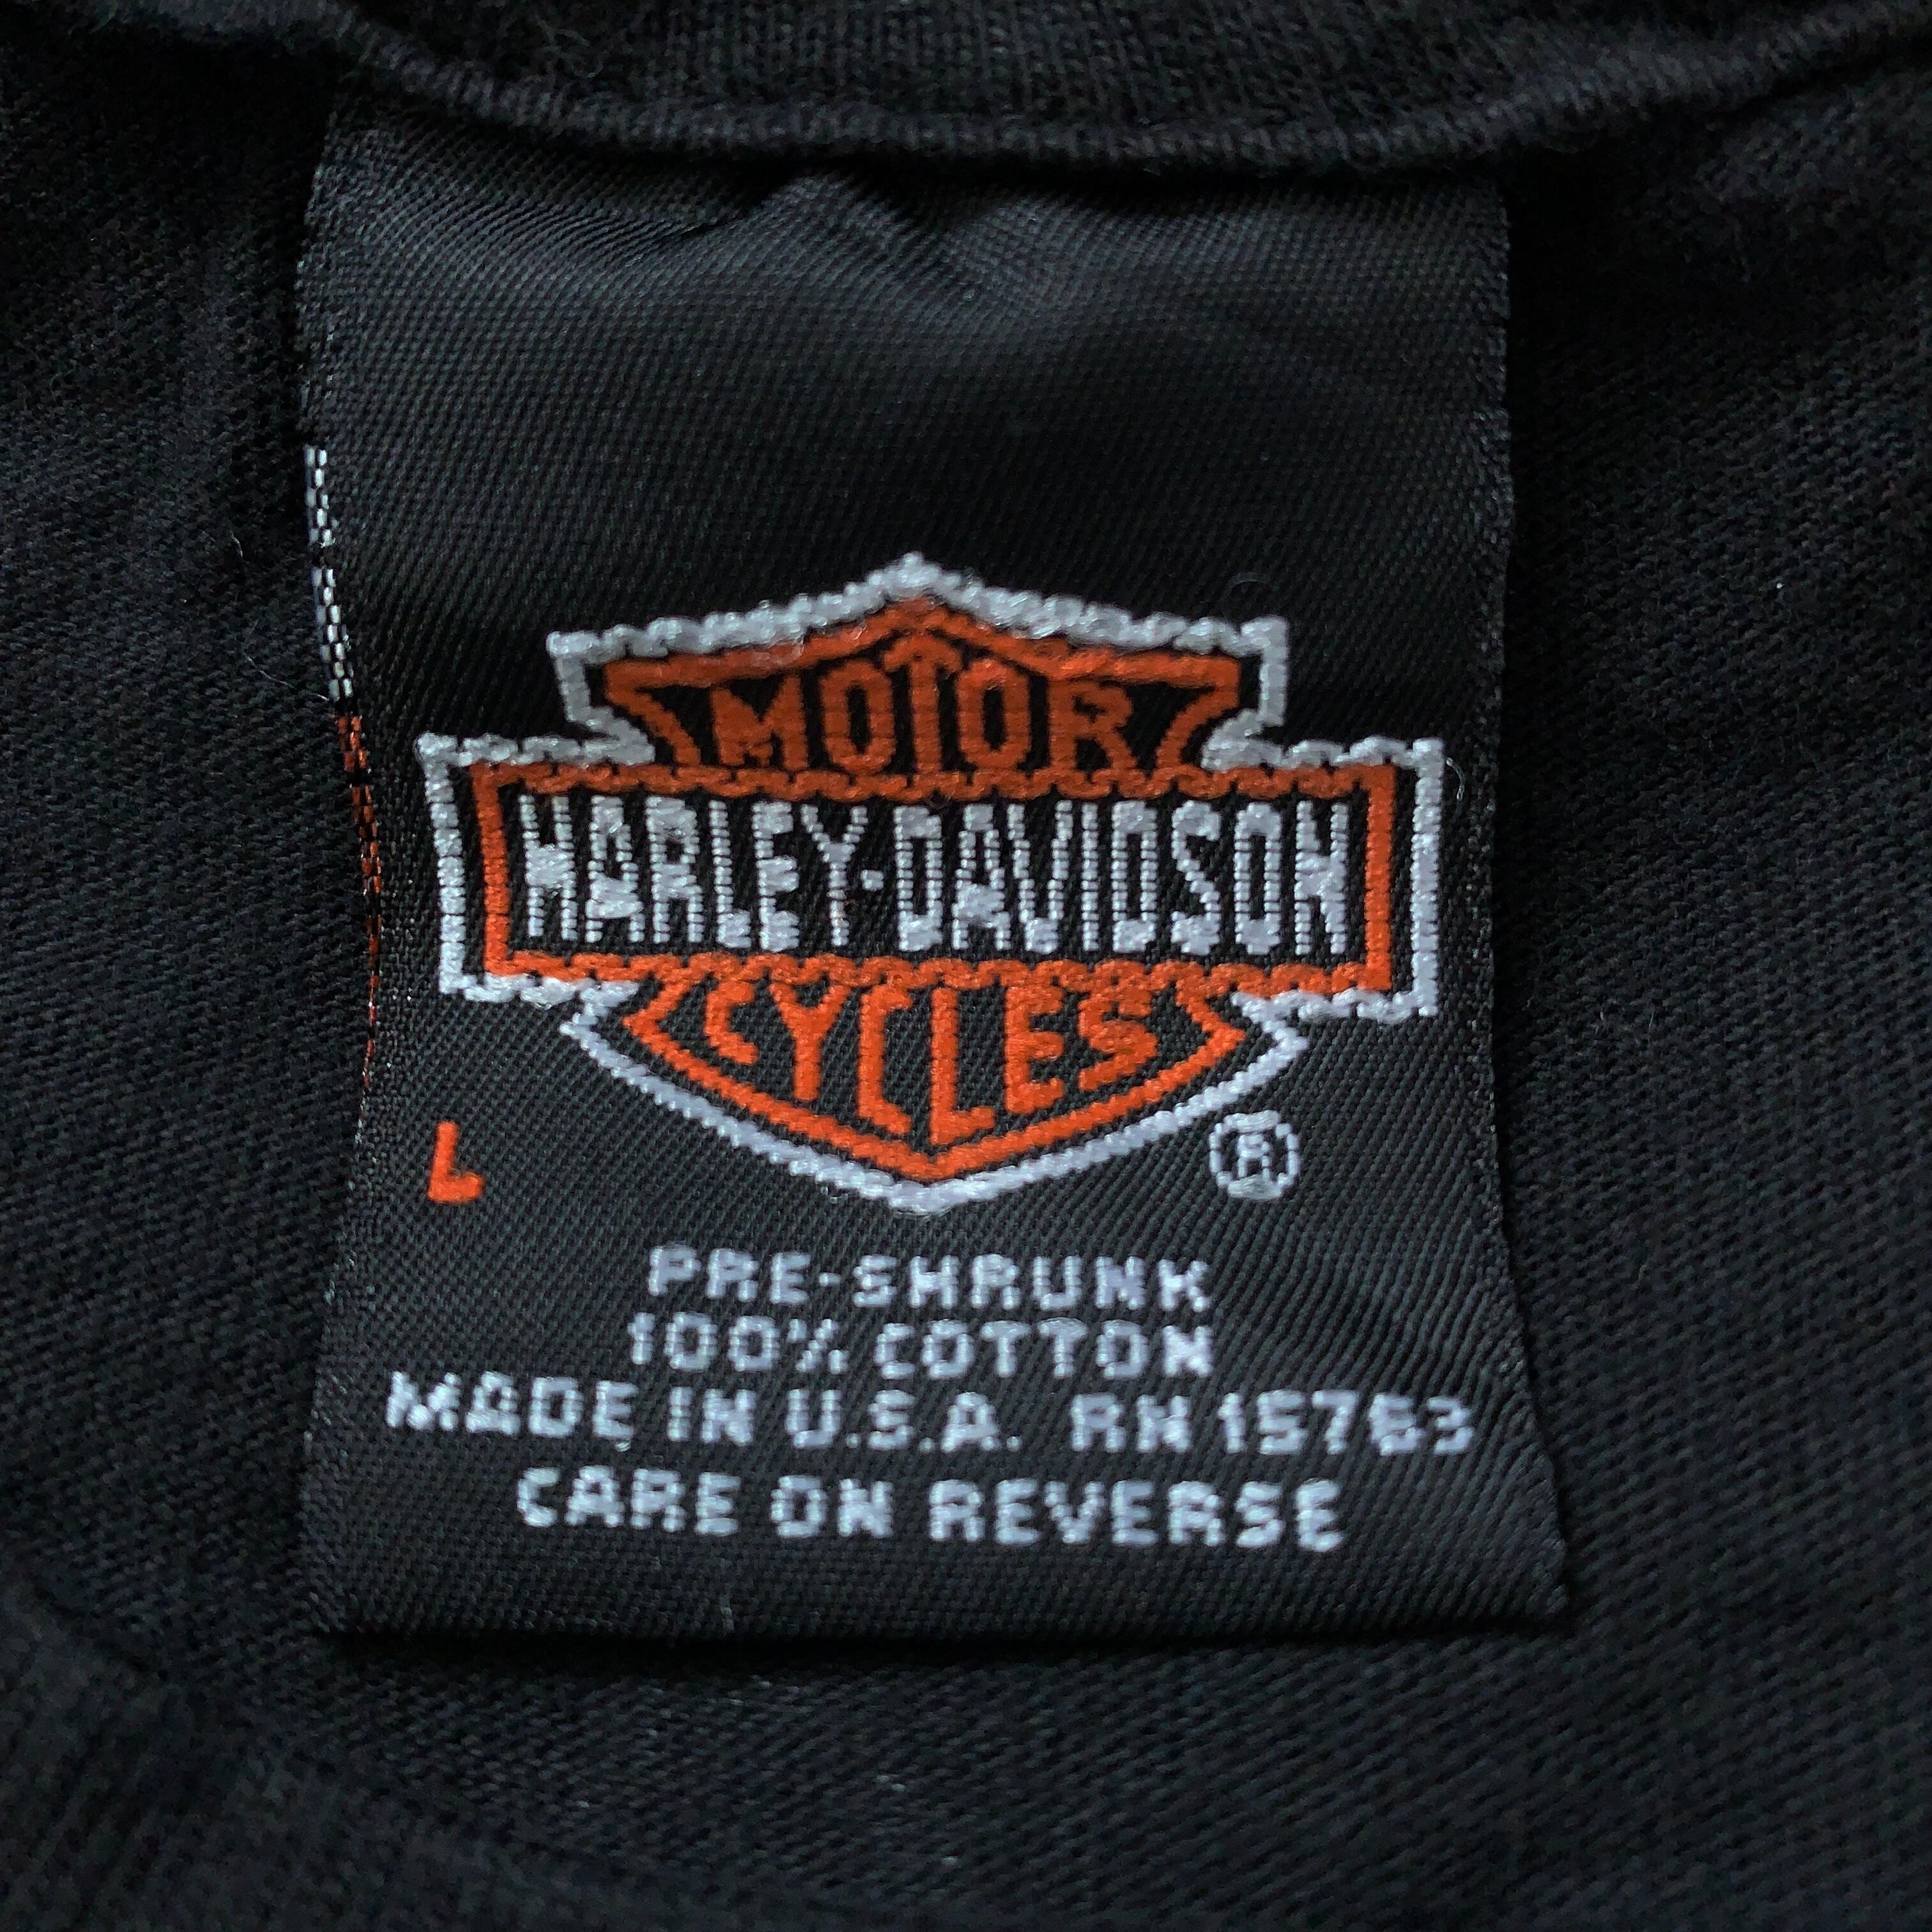 MOTOR
HARLEY-DAVIDSON
CYCLES
L ®
PRE-SHRUNK
100% COTTON
MADE IN U.S.A. RN 15763
CARE ON REVERSE